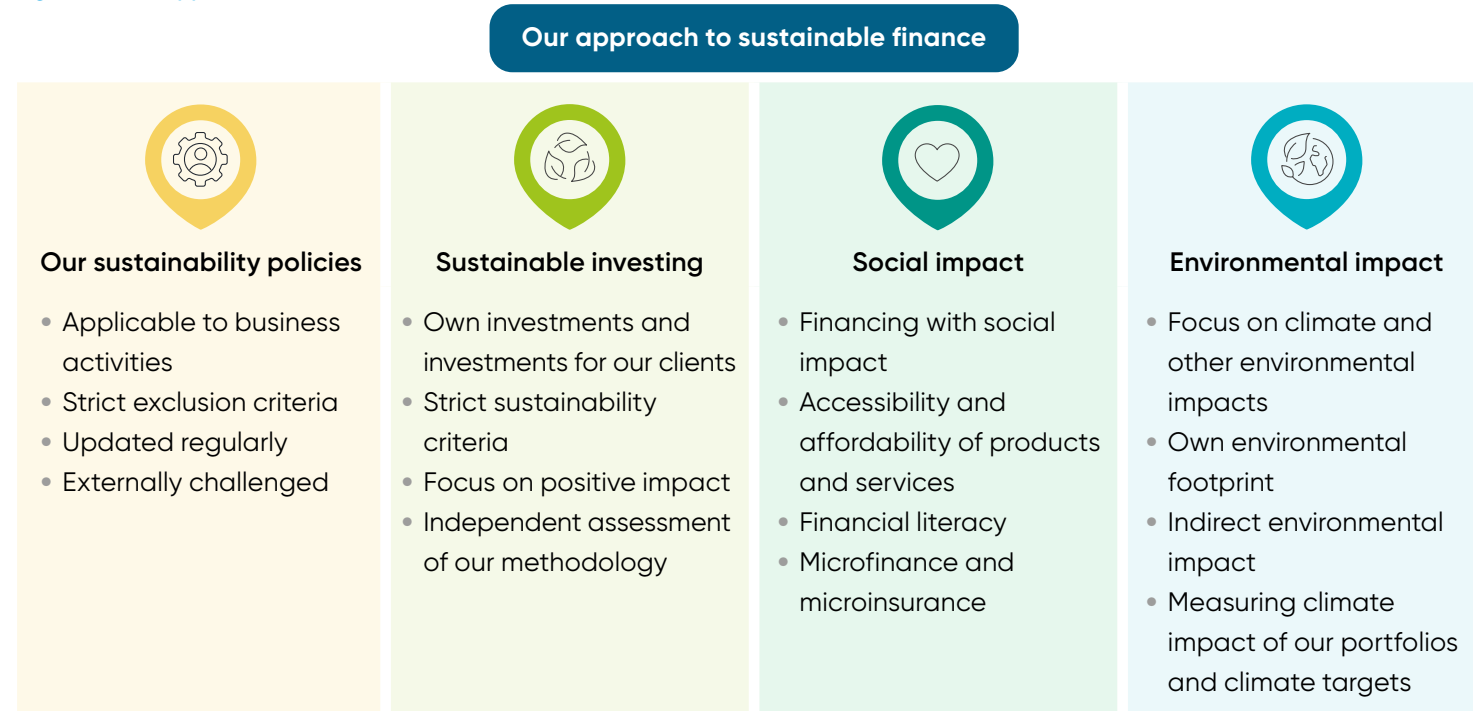 Our approach to sustainable finance
Our sustainability policies
• Applicable to business
activities
• Strict exclusion criteria
• Updated regularly
• Externally challenged
Sustainable investing
• Own investments and
investments for our clients
• Strict sustainability
criteria
• Focus on positive impact
• Independent assessment
of our methodology
Social impact
• Financing with social
impact
• Accessibility and
affordability of products
and services
• Financial literacy
• Microfinance and
microinsurance
Environmental impact
• Focus on climate and
other environmental
impacts
• Own environmental
footprint
• Indirect environmental
impact
• Measuring climate
impact of our portfolios
and climate targets